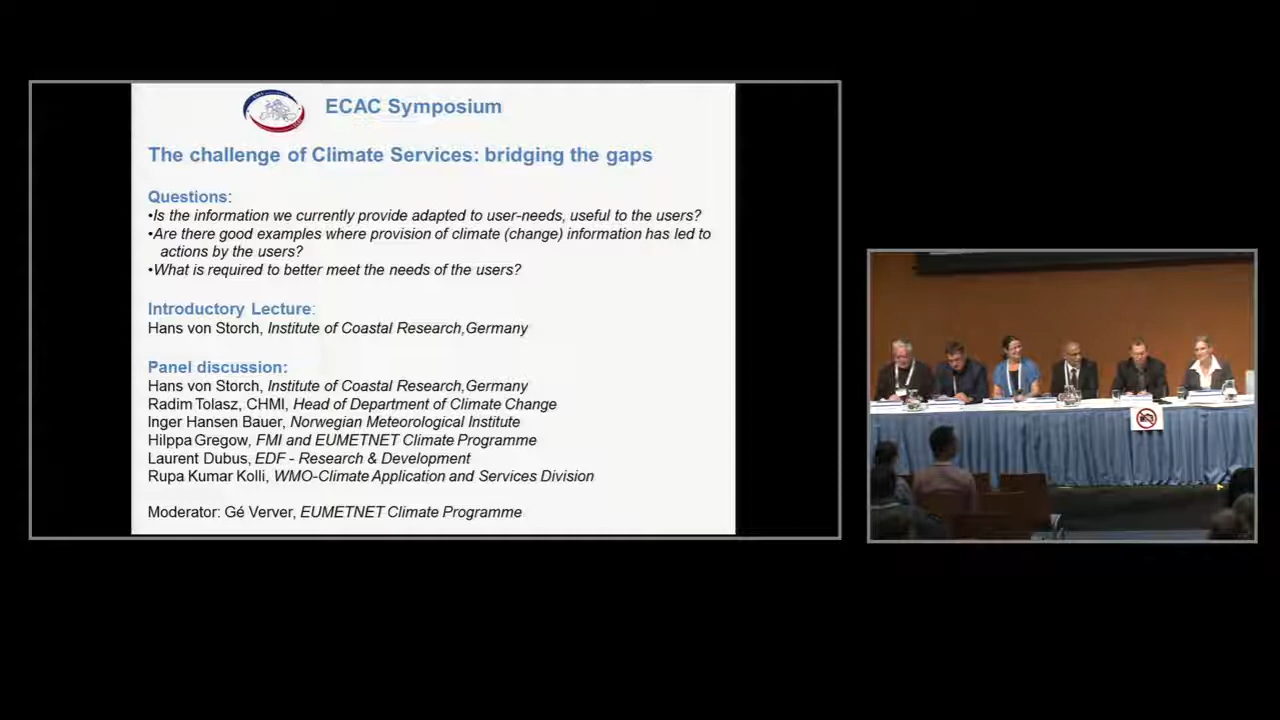 ECAC Symposium
The challenge of Climate Services: bridging the gaps
Questions:
•Is the information we currently provide adapted to user-needs, useful to the users?
•Are there good examples where provision of climate (change) information has led to
actions by the users?
•What is required to better meet the needs of the users?
Introductory Lecture:
Hans von Storch, Institute of Coastal Research,Germany
Panel discussion:
Hans von Storch, Institute of Coastal Research,Germany
Radim Tolasz, CHMI, Head of Department of Climate Change
Inger Hansen Bauer, Norwegian Meteorological Institute
Hilppa Gregow, FMI and EUMETNET Climate Programme
Laurent Dubus, EDF - Research & Development
Rupa Kumar Kolli, WMO-Climate Application and Services Division
Moderator: Gé Verver, EUMETNET Climate Programme